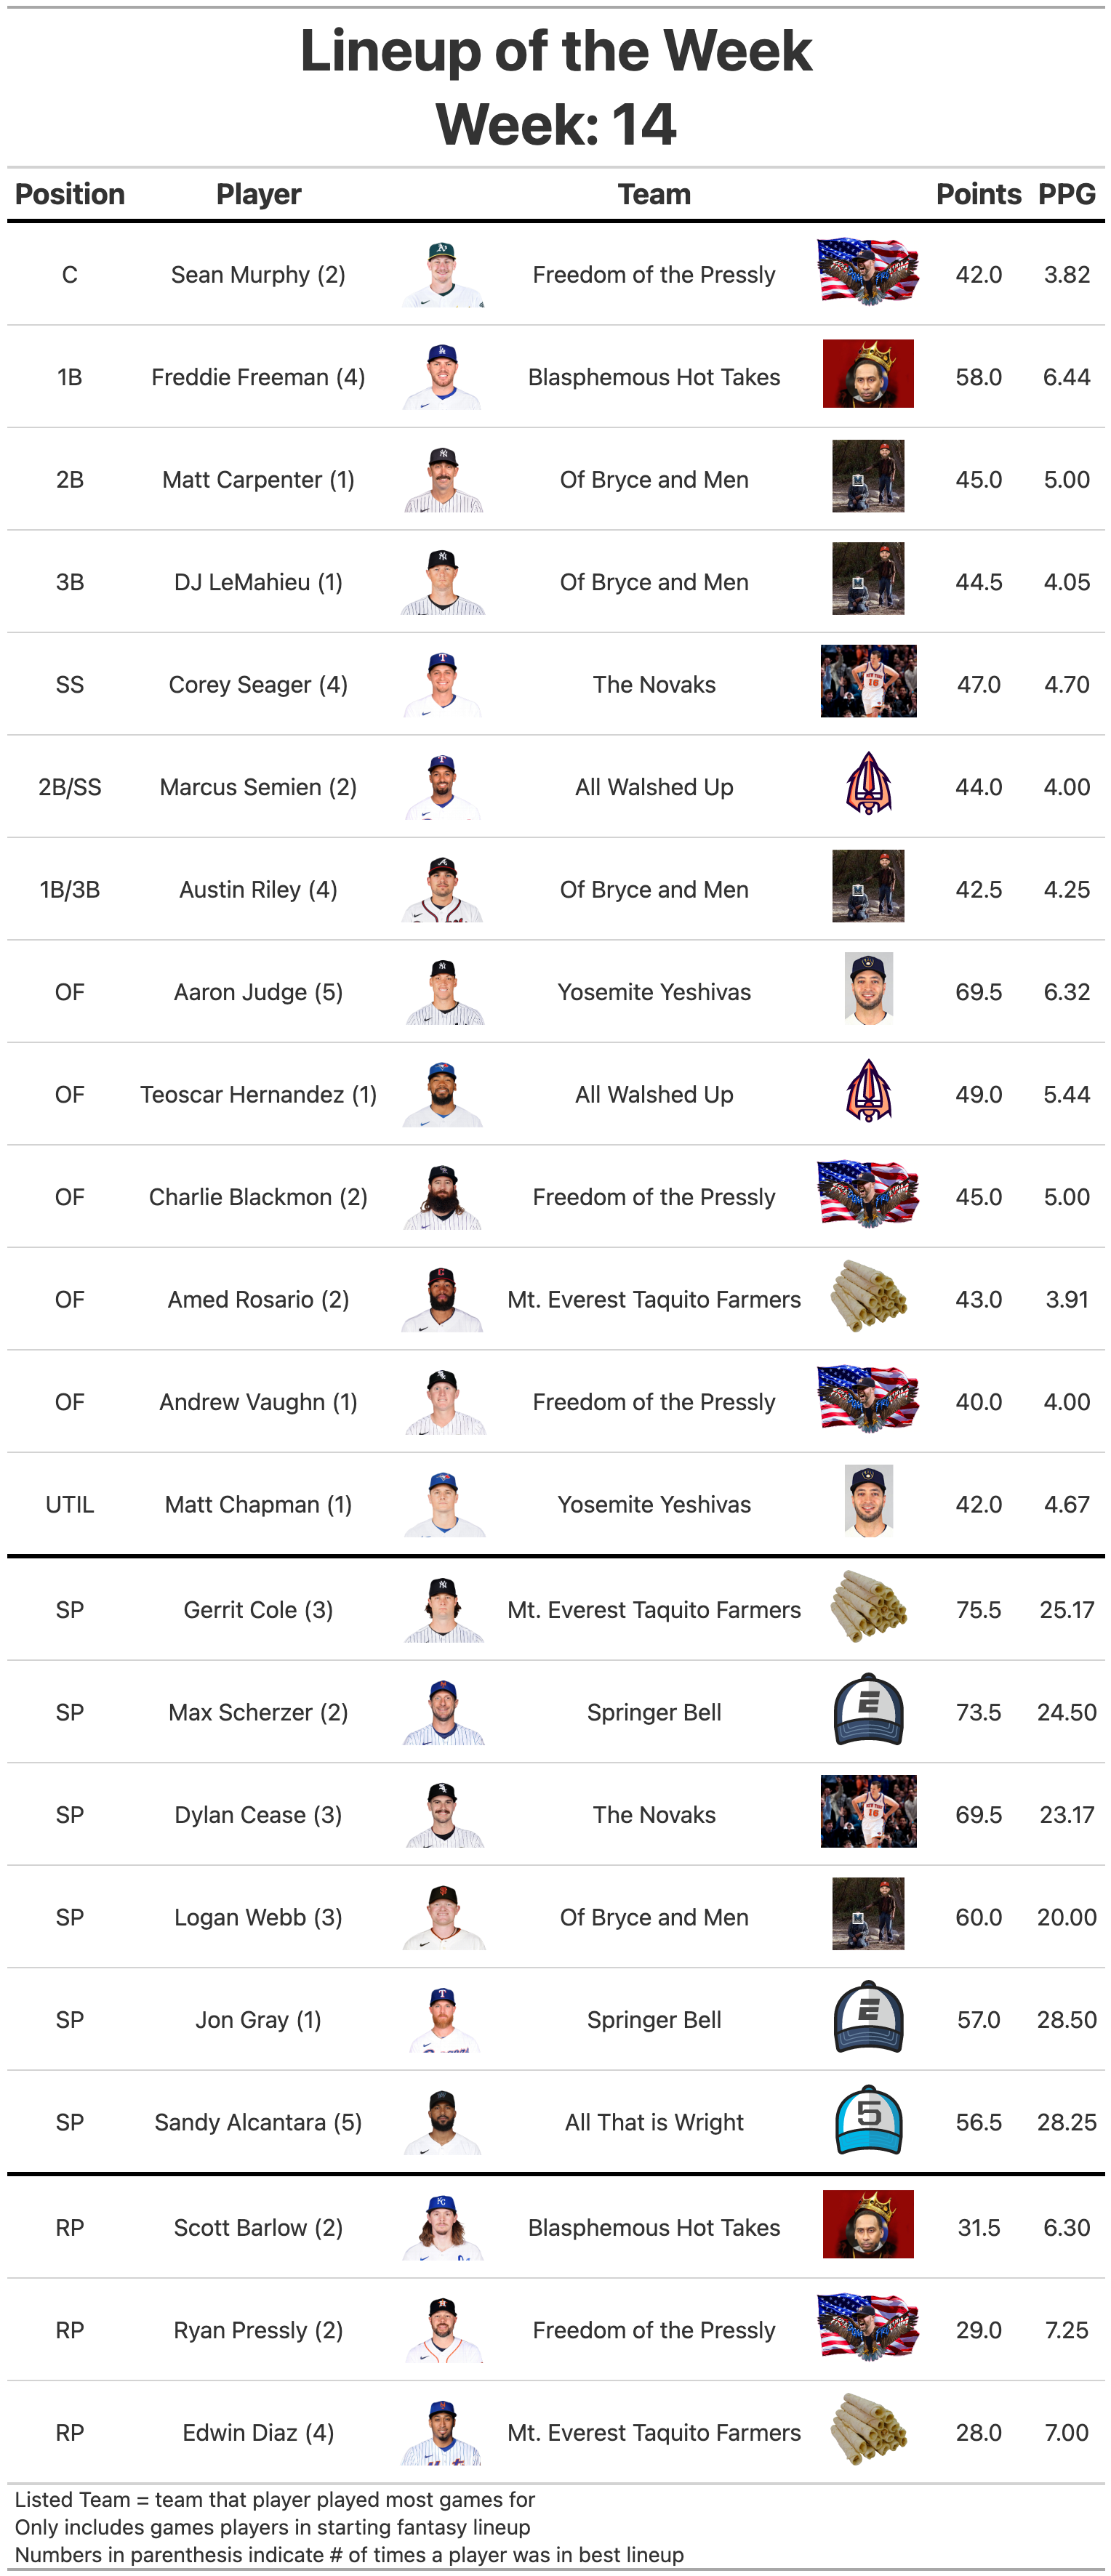 Lineup of the Week
Week: 14
Position Player Team Points PPG
C Sean Murphy (2) Freedom of the Pressly 42.0 3.82
1B Freddie Freeman (4) Blasphemous Hot Takes 58.0 6.44
2B Matt Carpenter (1) Of Bryce and Men 45.0 5.00
3B DJ LeMahieu (1) Of Bryce and Men 44.5 4.05
SS Corey Seager (4) The Novaks 47.0 4.70
2B/SS Marcus Semien (2) All Walshed Up 44.0 4.00
1B/3B Austin Riley (4) Of Bryce and Men 42.5 4.25
OF Aaron Judge (5) Yosemite Yeshivas 69.5 6.32
OF Teoscar Hernandez (1) All Walshed Up 49.0 5.44
OF Charlie Blackmon (2) Freedom of the Pressly 45.0 5.00
OF Amed Rosario (2) Mt. Everest Taquito Farmers 43.0 3.91
OF Andrew Vaughn (1) Freedom of the Pressly 40.0 4.00
UTIL Matt Chapman (1) Yosemite Yeshivas 42.0 4.67
SP Gerrit Cole (3) Mt. Everest Taquito Farmers 75.5 25.17
SP Max Scherzer (2) Springer Bell 73.5 24.50
SP Dylan Cease (3) The Novaks 69.5 23.17
SP Logan Webb (3) Of Bryce and Men 60.0 20.00
SP Jon Gray (1) Springer Bell 57.0 28.50
SP Sandy Alcantara (5) All That is Wright 56.5 28.25
RP Scott Barlow (2) Blasphemous Hot Takes 31.5 6.30
RP Ryan Pressly (2) Freedom of the Pressly 29.0 7.25
RP Edwin Diaz (4) Mt. Everest Taquito Farmers 28.0 7.00
Listed Team = team that player played most games for
Only includes games players in starting fantasy lineup
Numbers in parenthesis indicate # of times a player was in best lineup